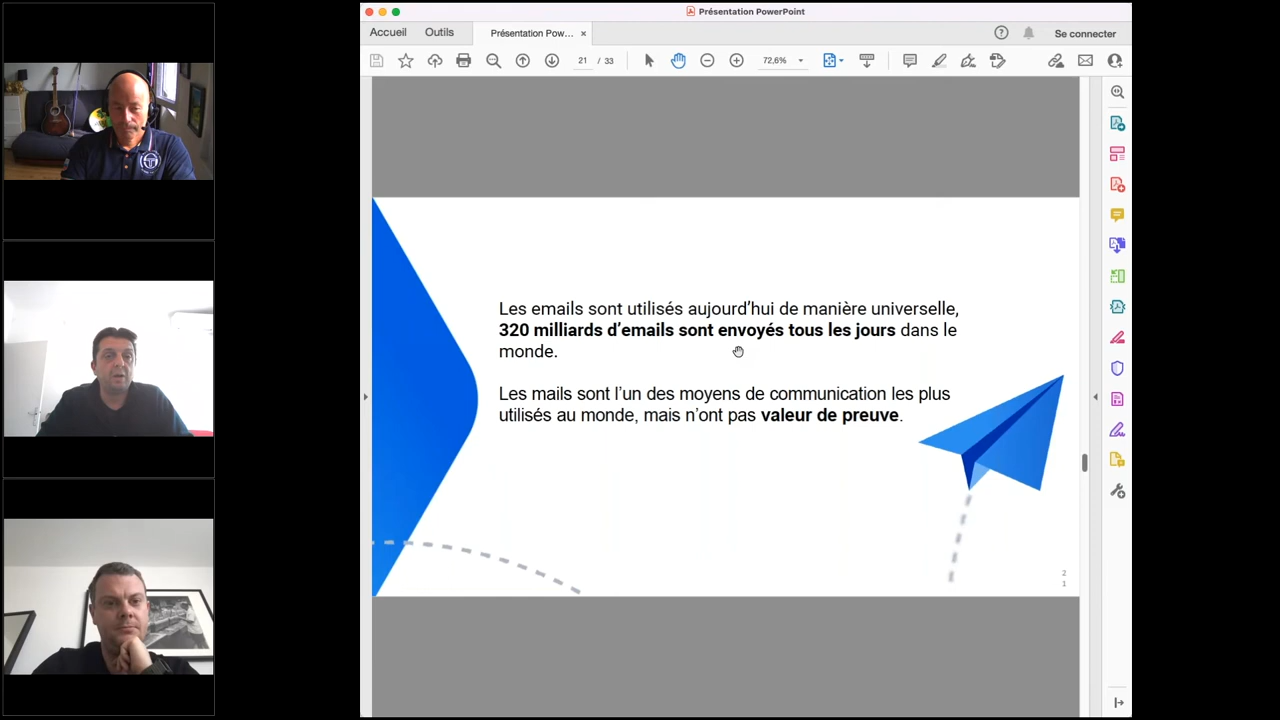 Présentation PowerPoint
Accueil
Outils
Présentation Pow...
Se connecter
21 / 33
72,6%
Les emails sont utilisés aujourd'hui de manière universelle,
320 milliards d'emails sont envoyés tous les jours dans le
monde.
Les mails sont l'un des moyens de communication les plus
utilisés au monde, mais n'ont pas valeur de preuve.
2
1